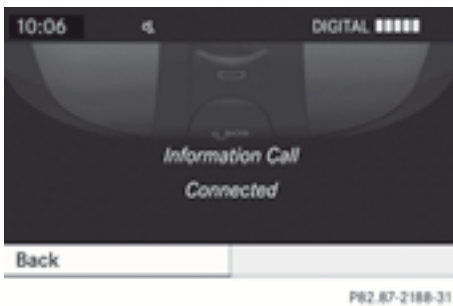 10:06 DIGITAL
Information Call
Connected
Back
P82.87-2188-31